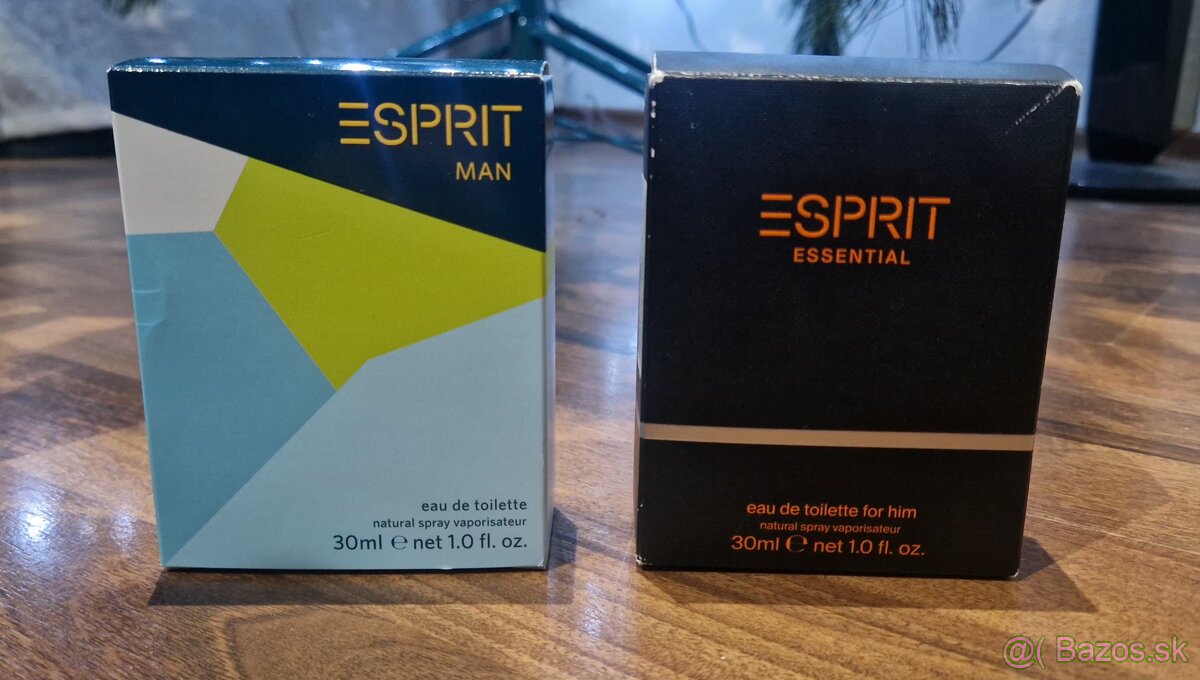 ESPRIT
MAN
eau de toilette
natural spray vaporisateur
30ml ℮ net 1.0 fl. oz.
ESPRIT
ESSENTIAL
eau de toilette for him
natural spray vaporisateur
30ml ℮ net 1.0 fl. oz.
@( Bazos.sk